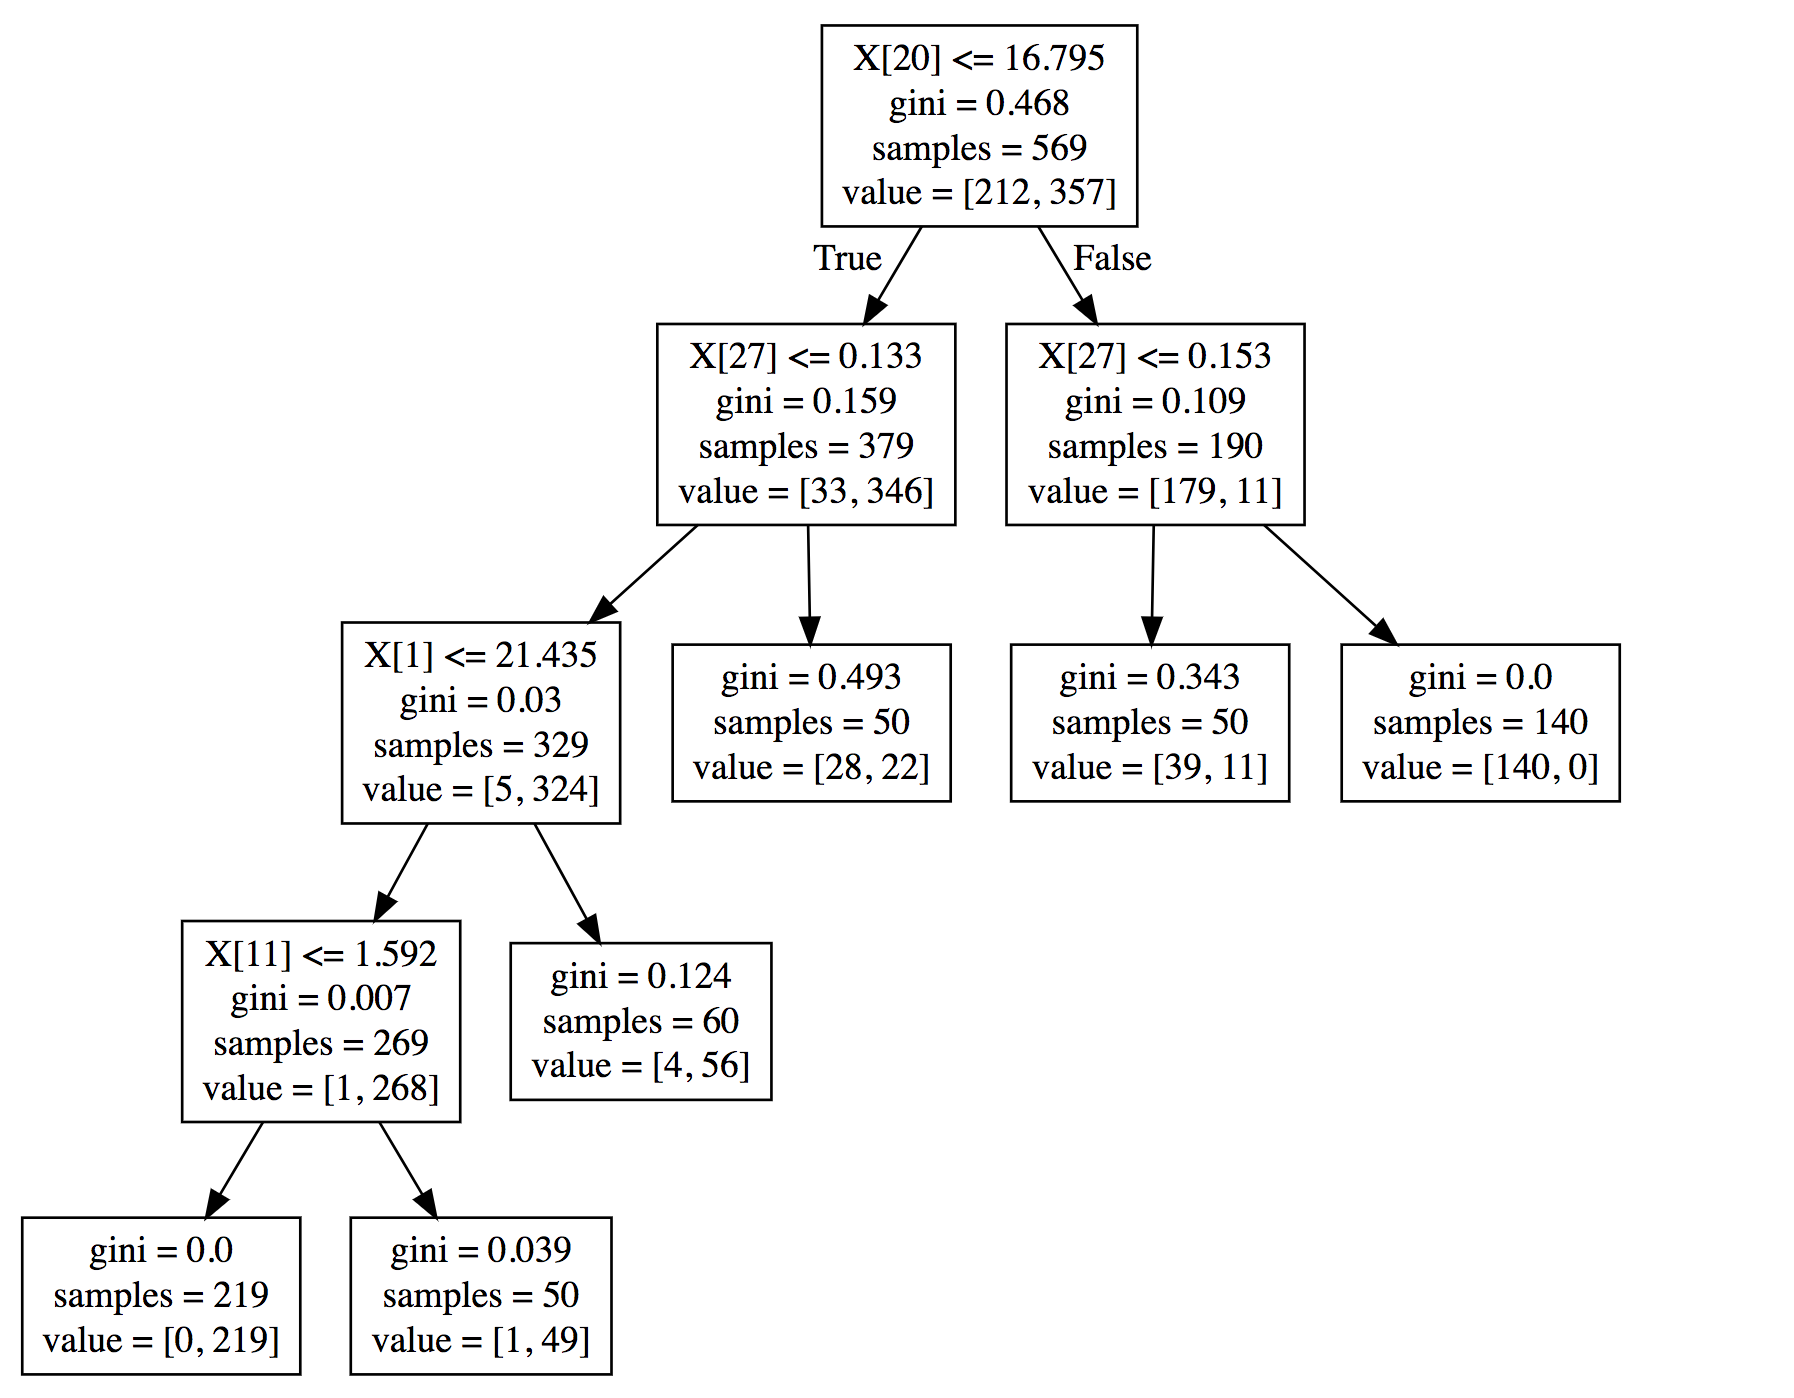 X[20] <= 16.795
gini = 0.468
samples = 569
value = [212, 357]
True
False
X[27] <= 0.133
gini = 0.159
samples = 379
value = [33, 346]
X[27] <= 0.153
gini = 0.109
samples = 190
value = [179, 11]
X[1] <= 21.435
gini = 0.03
samples = 329
value = [5, 324]
gini = 0.493
samples = 50
value = [28, 22]
gini = 0.343
samples = 50
value = [39, 11]
gini = 0.0
samples = 140
value = [140, 0]
X[11] <= 1.592
gini = 0.007
samples = 269
value = [1, 268]
gini = 0.124
samples = 60
value = [4, 56]
gini = 0.0
samples = 219
value = [0, 219]
gini = 0.039
samples = 50
value = [1, 49]